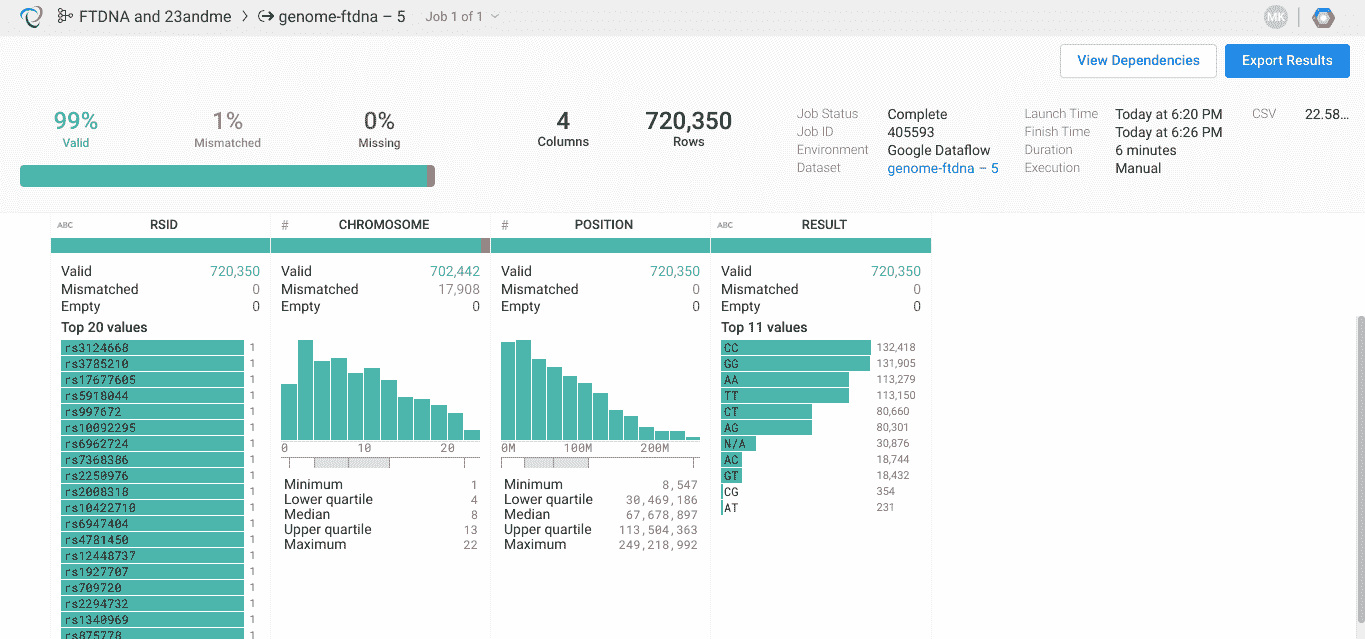 FTDNA and 23andme > genome-ftdna – 5 Job 1 of 1
MK
View Dependencies Export Results
99% 1% 0% 4 720,350
Valid Mismatched Missing Columns Rows
Job Status Complete Launch Time Today at 6:20 PM CSV 22.58...
Job ID 405593 Finish Time Today at 6:26 PM
Environment Google Dataflow Duration 6 minutes
Dataset genome-ftdna – 5 Execution Manual
ABC RSID
Valid 720,350
Mismatched 0
Empty 0
Top 20 values
rs3124668 1
rs3785210 1
rs17677605 1
rs5918044 1
rs997672 1
rs10092295 1
rs6962724 1
rs7368386 1
rs2250976 1
rs2008318 1
rs10422710 1
rs6947404 1
rs4781450 1
rs12448737 1
rs1927707 1
rs709720 1
rs2294732 1
rs1340969 1
rs875778 1
# CHROMOSOME
Valid 702,442
Mismatched 17,908
Empty 0
0 10 20
Minimum 1
Lower quartile 4
Median 8
Upper quartile 13
Maximum 22
# POSITION
Valid 720,350
Mismatched 0
Empty 0
0M 100M 200M
Minimum 8,547
Lower quartile 30,469,186
Median 67,678,897
Upper quartile 113,504,363
Maximum 249,218,992
ABC RESULT
Valid 720,350
Mismatched 0
Empty 0
Top 11 values
CC 132,418
GG 131,905
AA 113,279
TT 113,150
CT 80,660
AG 80,301
N/A 30,876
AC 18,744
GT 18,432
CG 354
AT 231